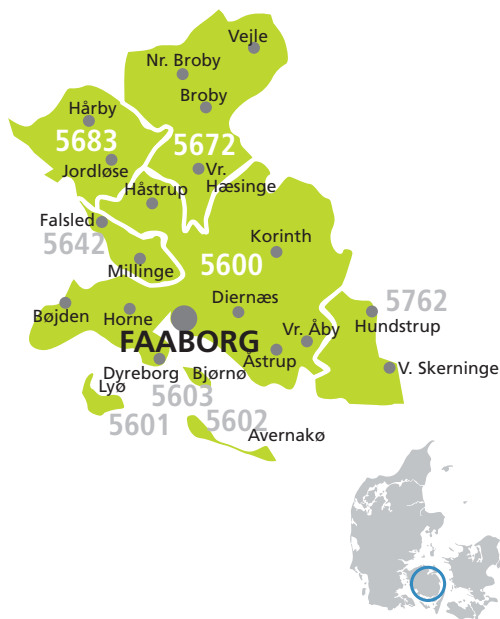 Vejle
Nr. Broby
Broby
Hårby
5683
5672
Jordløse
Vr.
Hæsinge
Håstrup
Falsled
5642
Korinth
Millinge
5600
Diernæs
5762
Bøjden
Horne
Hundstrup
FAABORG
Vr. Åby
Åstrup
V. Skerninge
Dyreborg
Bjørnø
Lyø
5603
5601
5602
Avernakø